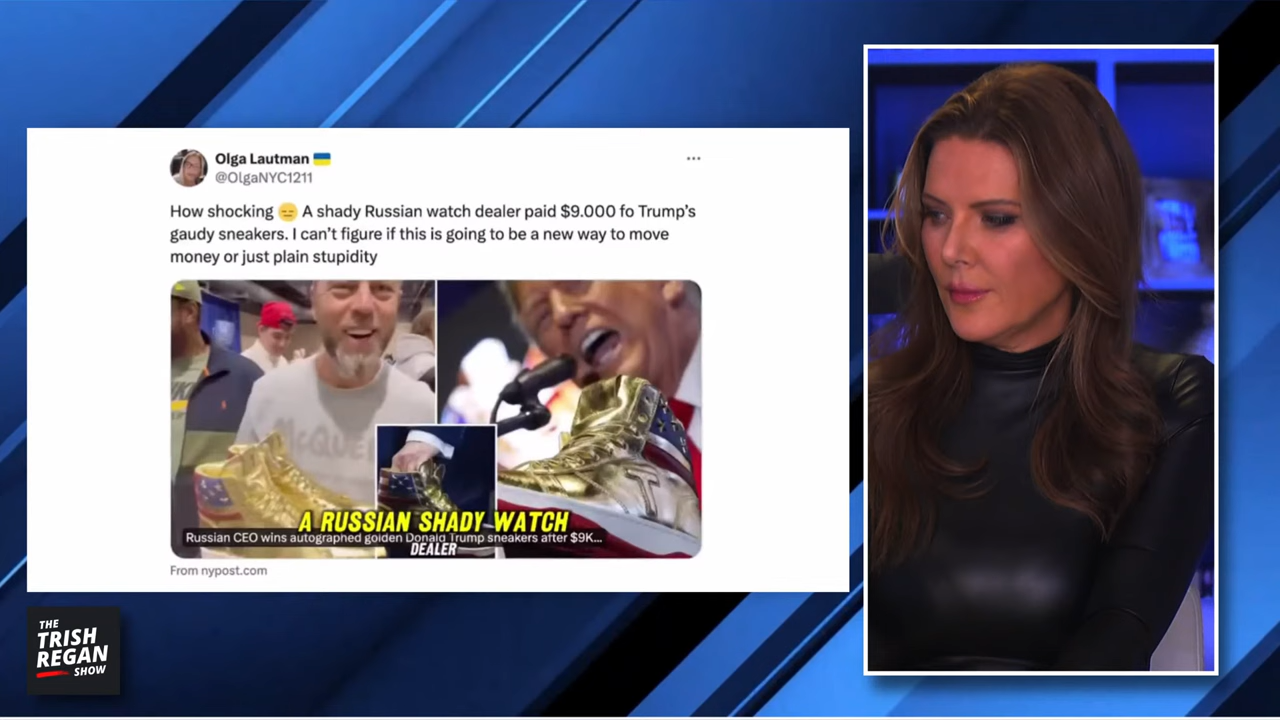 Olga Lautman
@OlgaNYC1211
How shocking 😑 A shady Russian watch dealer paid $9.000 fo Trump's
gaudy sneakers. I can't figure if this is going to be a new way to move
money or just plain stupidity
McQUEE
T
A RUSSIAN SHADY WATCH
Russian CEO wins autographed golden Donald Trump sneakers after $9K...
DEALER
From nypost.com
THE
TRISH
REGAN
SHOW